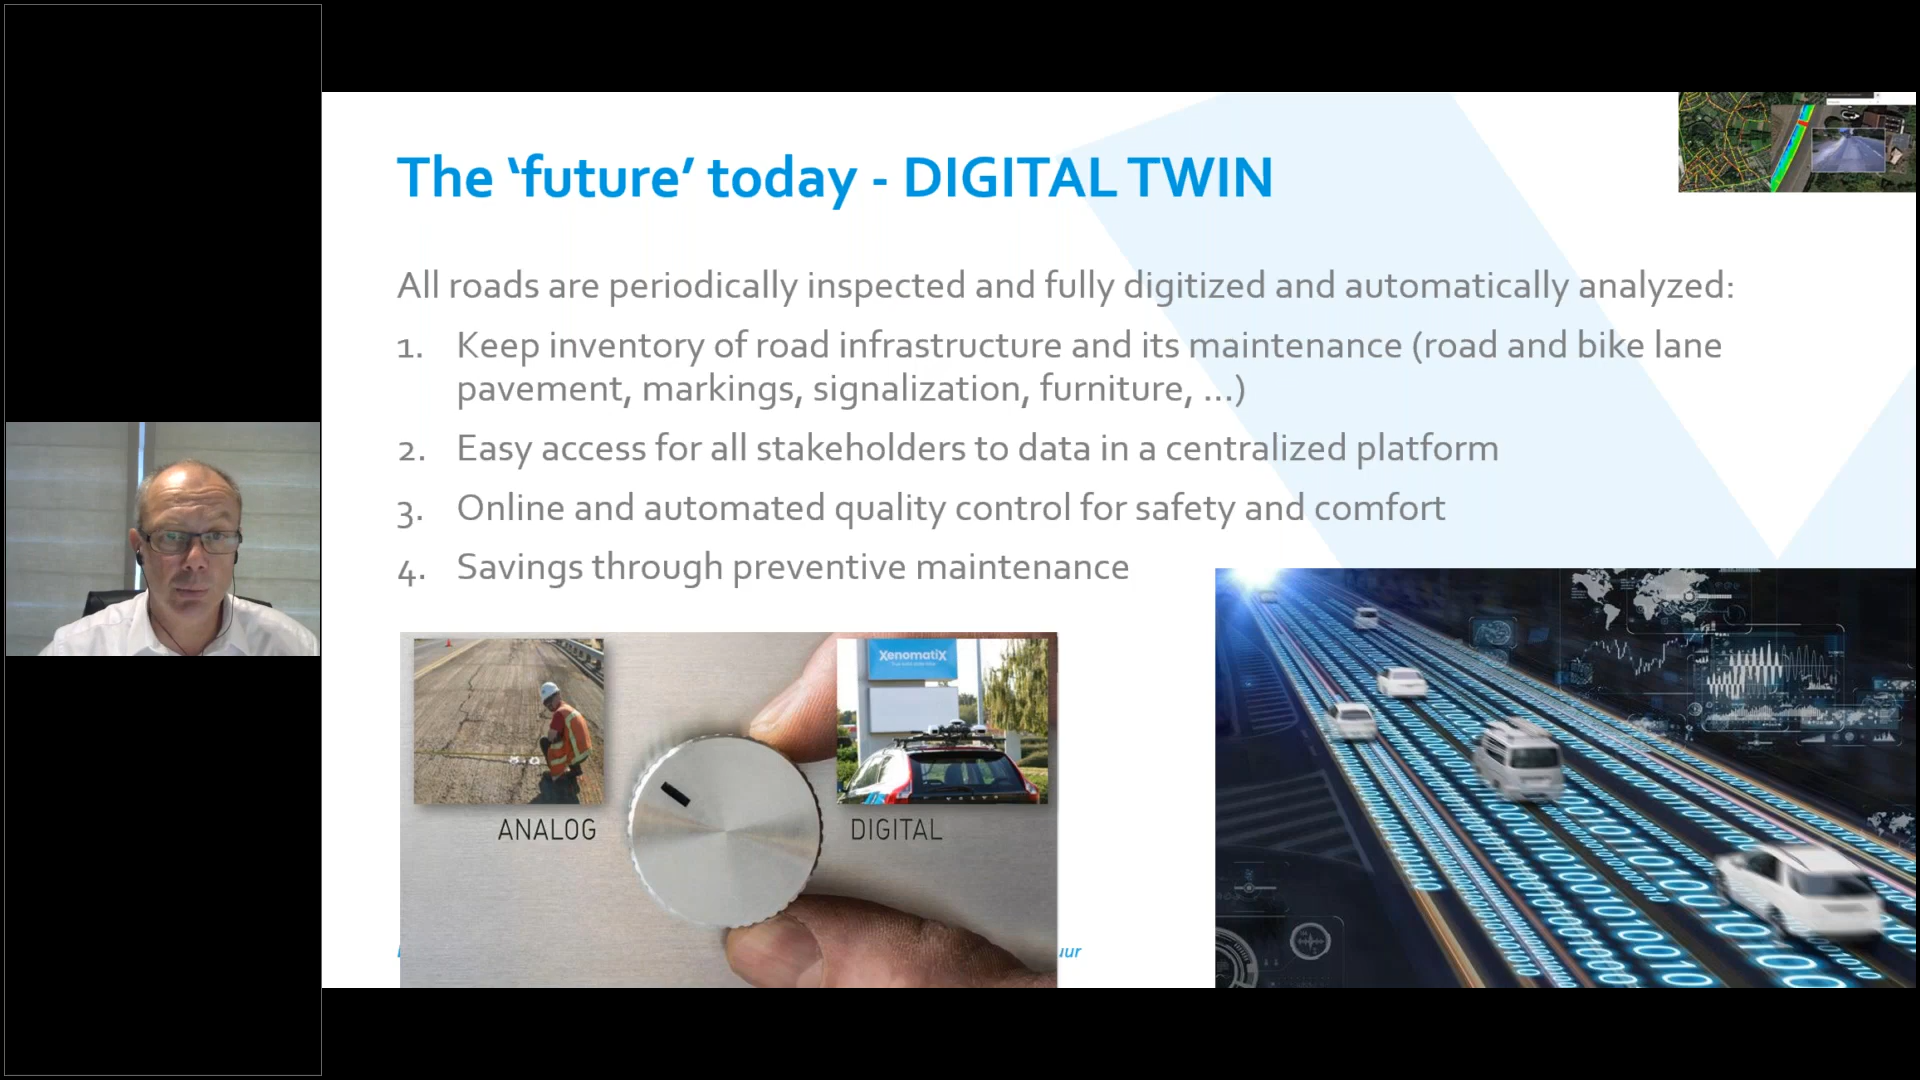 The ‘future’ today - DIGITAL TWIN
All roads are periodically inspected and fully digitized and automatically analyzed:
1. Keep inventory of road infrastructure and its maintenance (road and bike lane
pavement, markings, signalization, furniture, ...)
2. Easy access for all stakeholders to data in a centralized platform
3. Online and automated quality control for safety and comfort
4. Savings through preventive maintenance
XenomatiX
ANALOG
DIGITAL
VOLVO
uur